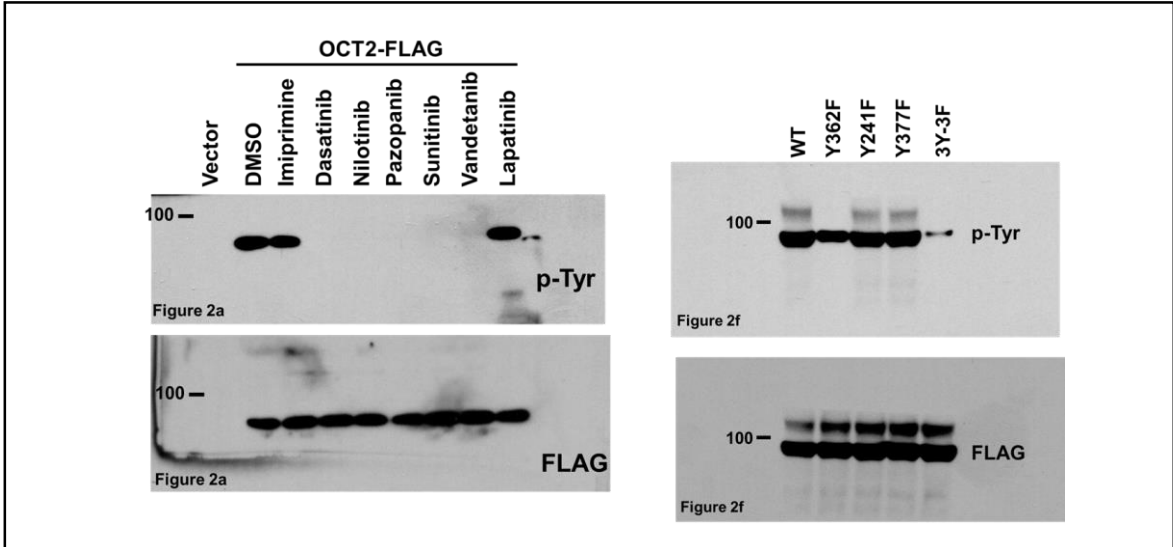 OCT2-FLAG
Vector
DMSO
Imiprimine
Dasatinib
Nilotinib
Pazopanib
Sunitinib
Vandetanib
Lapatinib
100
p-Tyr
Figure 2a
100
FLAG
Figure 2a
WT
Y362F
Y241F
Y377F
3Y-3F
100
p-Tyr
Figure 2f
100
FLAG
Figure 2f